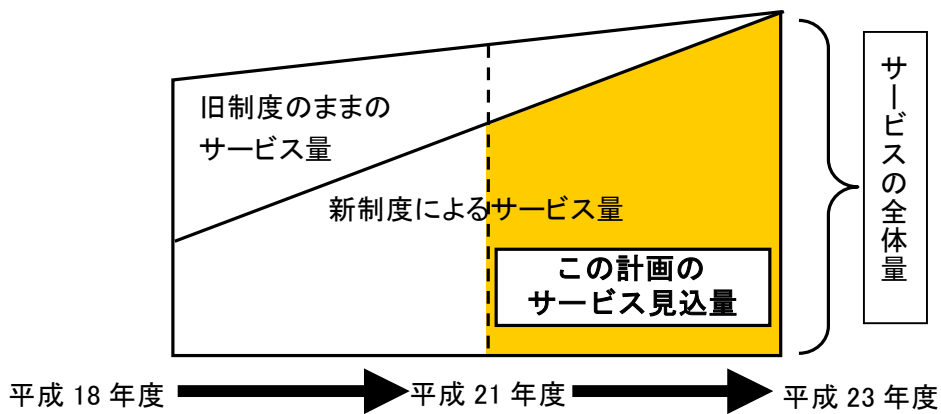 旧制度のままの
サービス量
新制度によるサービス量
この計画の
サービス見込量
サービスの全体量
平成 18 年度
平成 21 年度
平成 23 年度